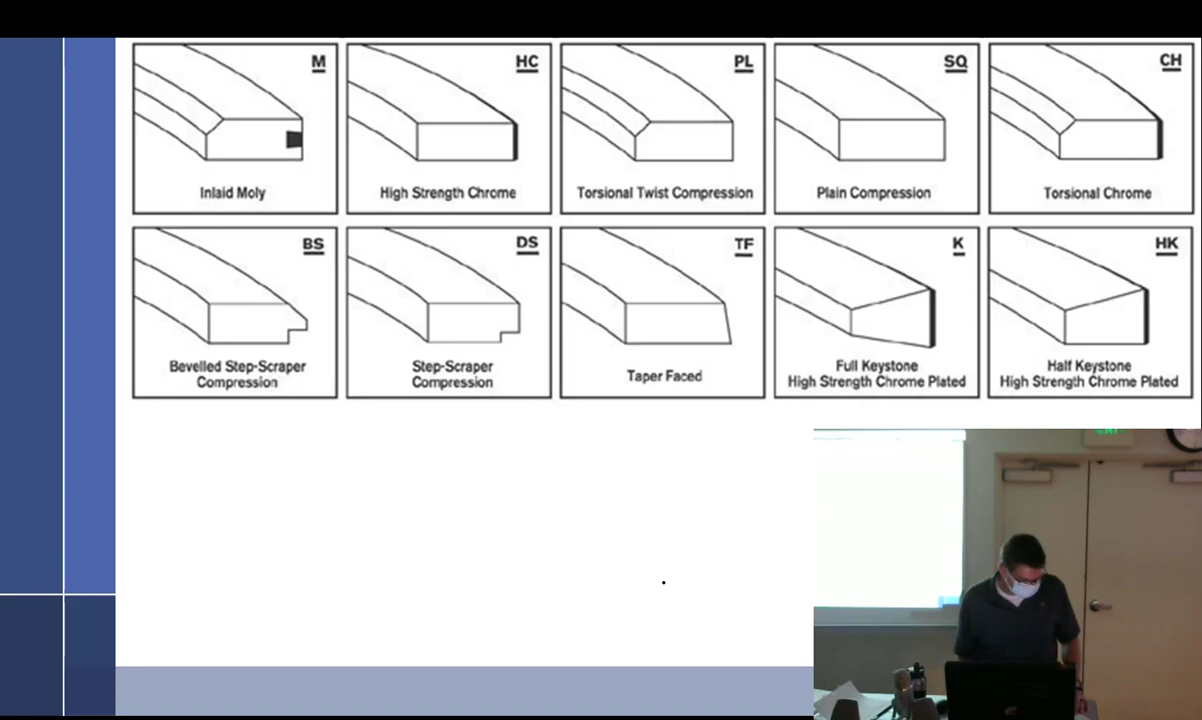 M
Inlaid Moly
HC
High Strength Chrome
PL
Torsional Twist Compression
SQ
Plain Compression
CH
Torsional Chrome
BS
Bevelled Step-Scraper
Compression
DS
Step-Scraper
Compression
TF
Taper Faced
K
Full Keystone
High Strength Chrome Plated
HK
Half Keystone
High Strength Chrome Plated